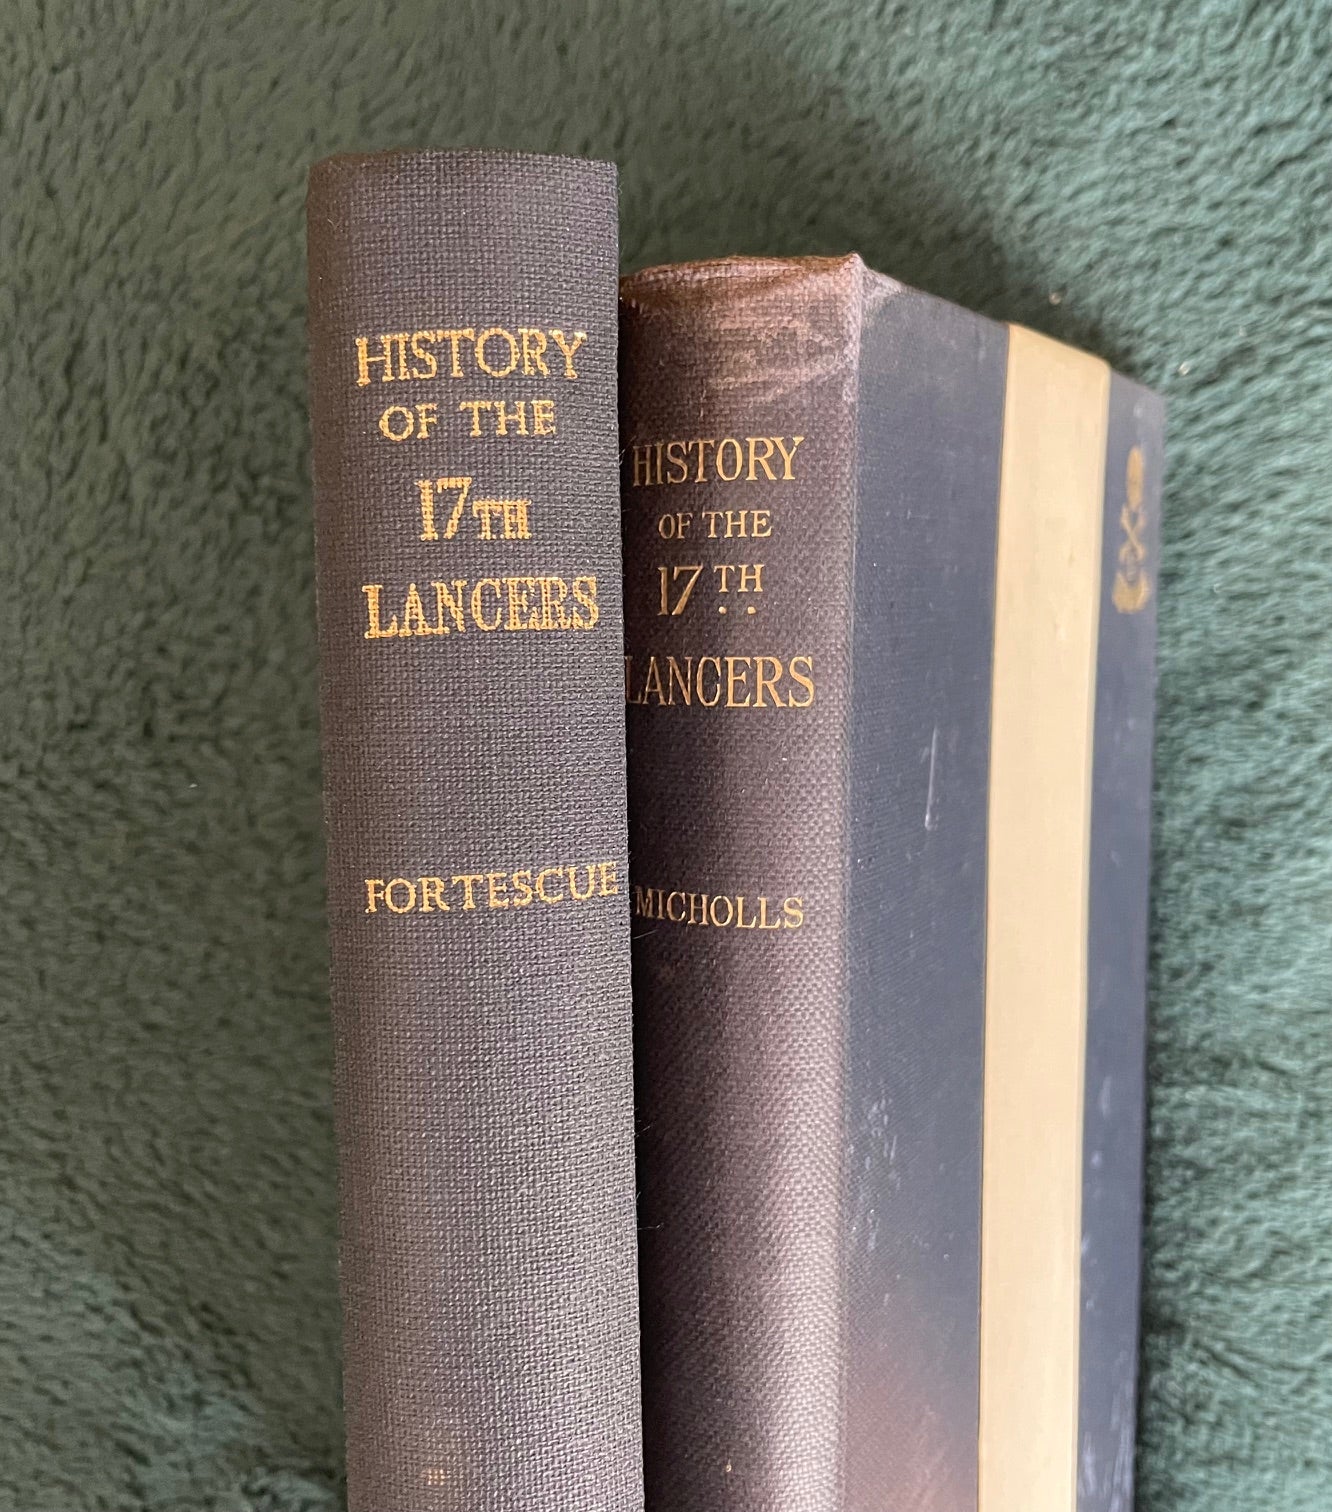 HISTORY
OF THE
17TH
LANCERS
FORTESCUE
HISTORY
OF THE
17TH
LANCERS
MICHOLLS